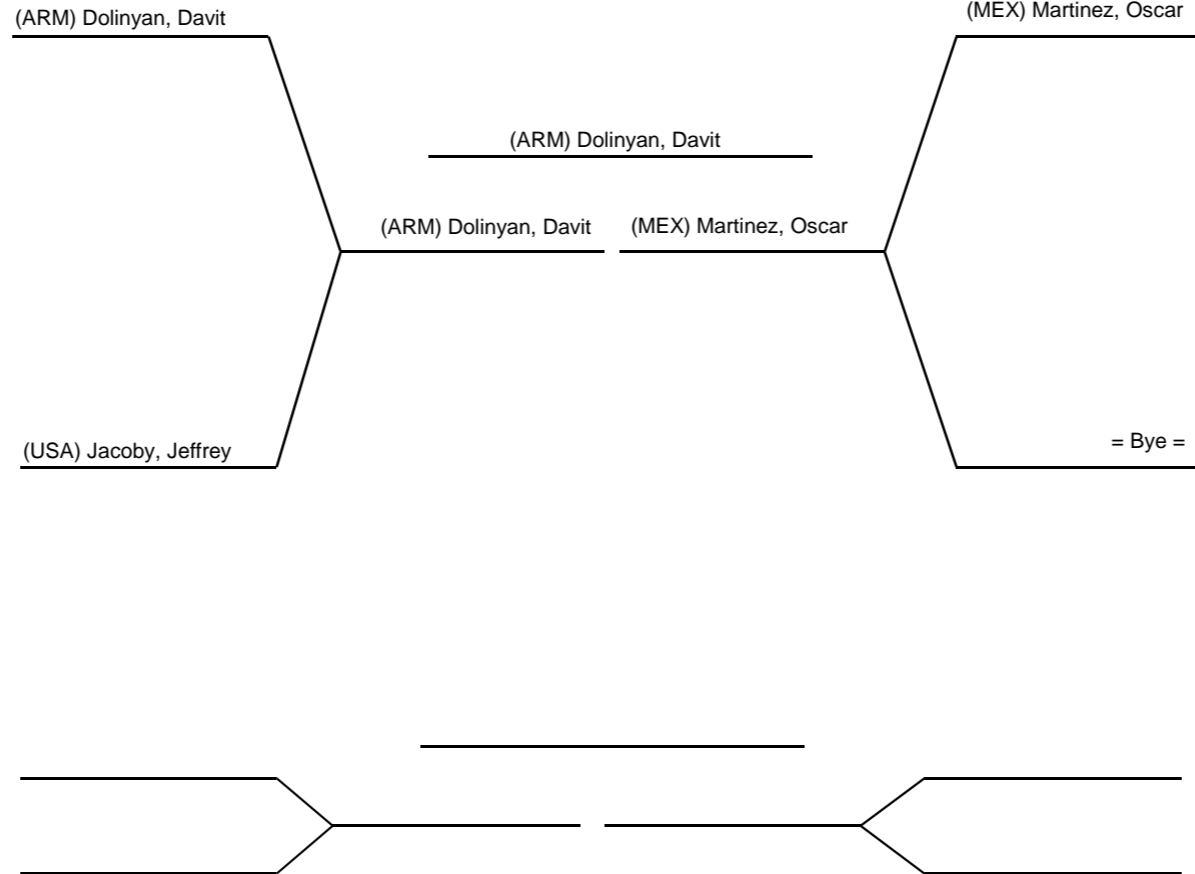 (ARM) Dolinyan, Davit
(MEX) Martinez, Oscar
(ARM) Dolinyan, Davit
(ARM) Dolinyan, Davit
(MEX) Martinez, Oscar
(USA) Jacoby, Jeffrey
= Bye =